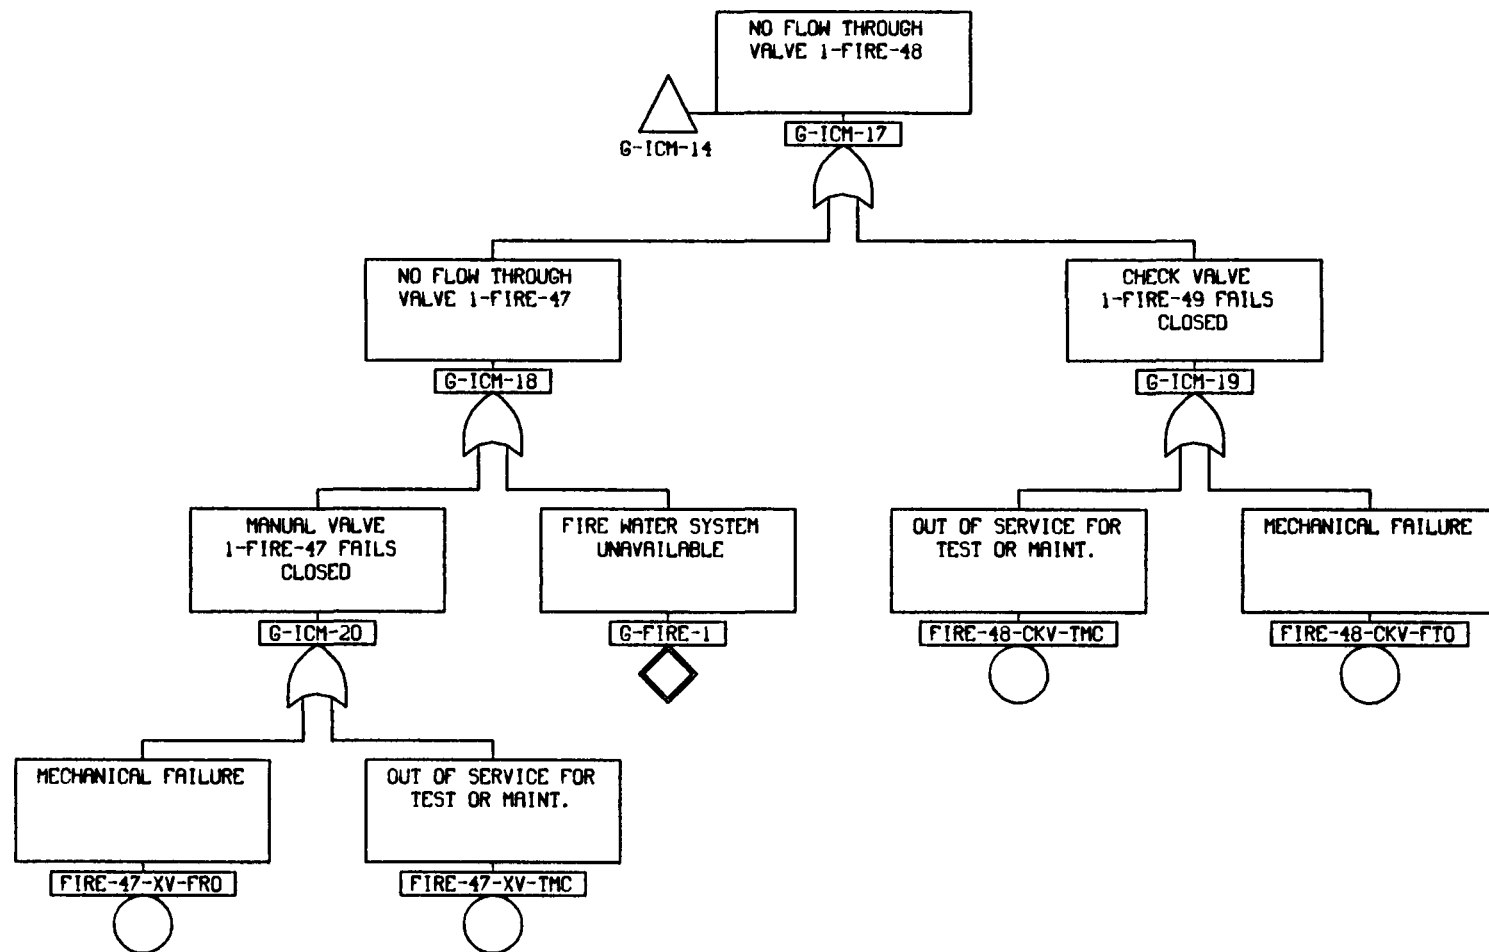 NO FLOW THROUGH
VALVE 1-FIRE-48
G-ICM-14
G-ICM-17
NO FLOW THROUGH
VALVE 1-FIRE-47
G-ICM-18
CHECK VALVE
1-FIRE-49 FAILS
CLOSED
G-ICM-19
MANUAL VALVE
1-FIRE-47 FAILS
CLOSED
G-ICM-20
FIRE WATER SYSTEM
UNAVAILABLE
G-FIRE-1
OUT OF SERVICE FOR
TEST OR MAINT.
FIRE-48-CKV-TMC
MECHANICAL FAILURE
FIRE-48-CKV-FTO
MECHANICAL FAILURE
FIRE-47-XV-FRO
OUT OF SERVICE FOR
TEST OR MAINT.
FIRE-47-XV-TMC